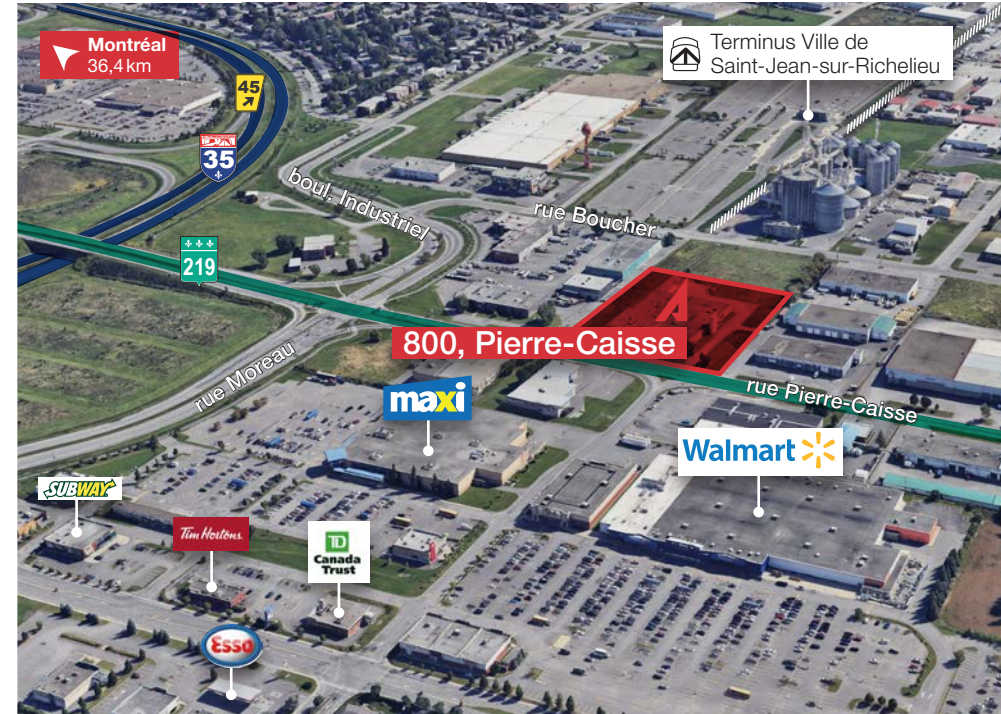 Montréal
36,4 km
Terminus Ville de
Saint-Jean-sur-Richelieu
45
35
boul. Industriel
rue Boucher
219
800, Pierre-Caisse
rue Moreau
rue Pierre-Caisse
maxi
Walmart
SUBWAY
Tim Hortons.
TD
Canada
Trust
Esso